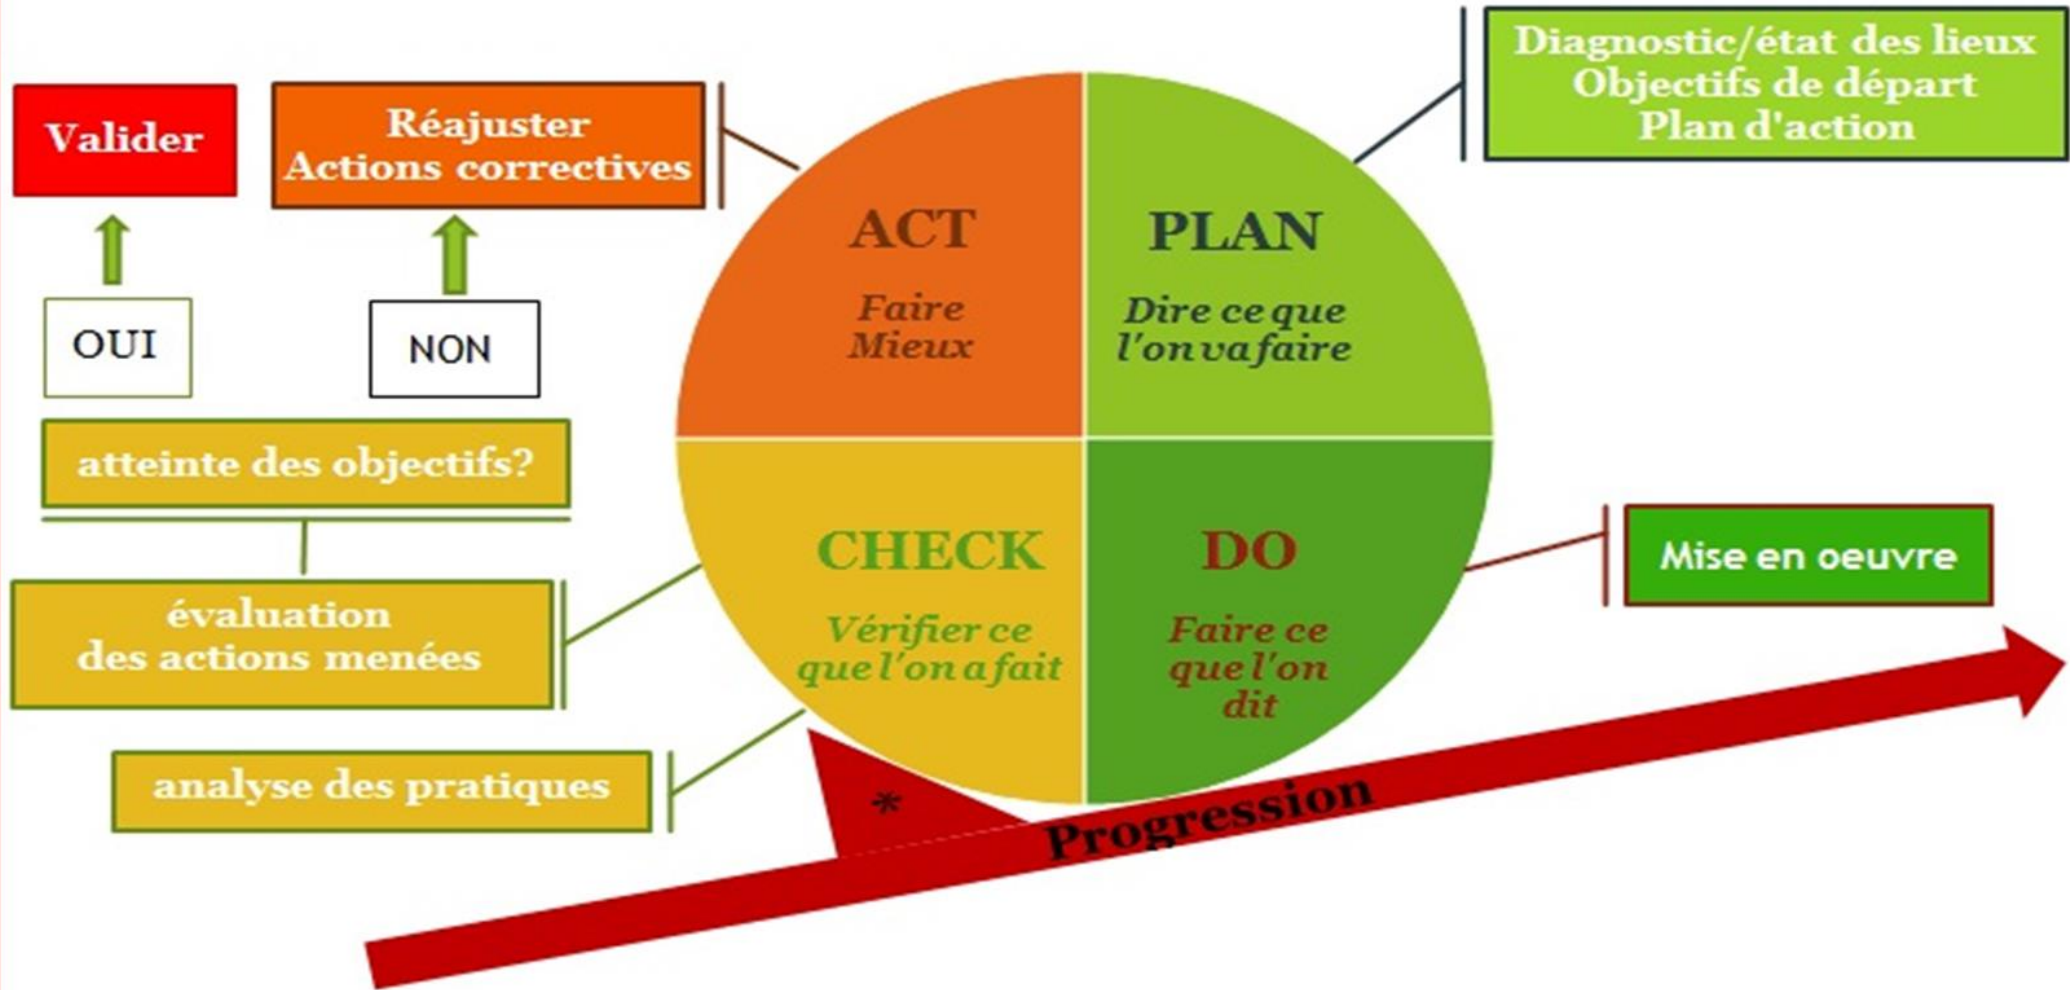 Diagnostic/état des lieux
Objectifs de départ
Plan d'action
Valider
Réajuster
Actions correctives
ACT
Faire
Mieux
PLAN
Dire ce que
l'on va faire
OUI
NON
atteinte des objectifs?
évaluation
des actions menées
analyse des pratiques
CHECK
Vérifier ce
que l'on a fait
DO
Faire ce
que l'on
dit
Mise en oeuvre
*
Progression